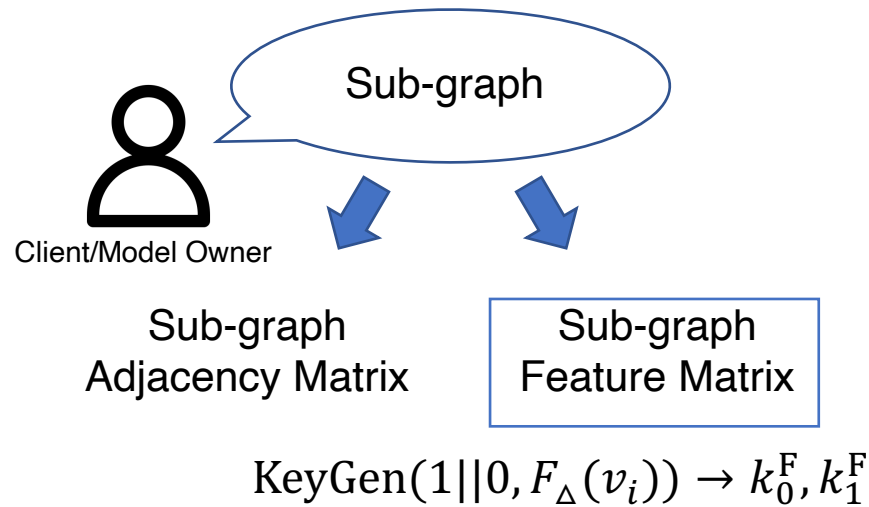 Sub-graph
Client/Model Owner
Sub-graph
Adjacency Matrix
Sub-graph
Feature Matrix
KeyGen(1||0, F_△(v_i)) → k_0^F, k_1^F